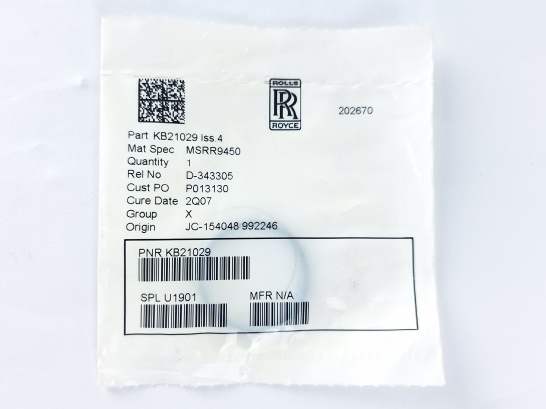 ROLLS
RR
ROYCE
202670
Part KB21029 Iss.4
Mat Spec MSRR9450
Quantity 1
Rel No D-343305
Cust PO P013130
Cure Date 2Q07
Group X
Origin JC-154048 992246
PNR KB21029
SPL U1901 MFR N/A